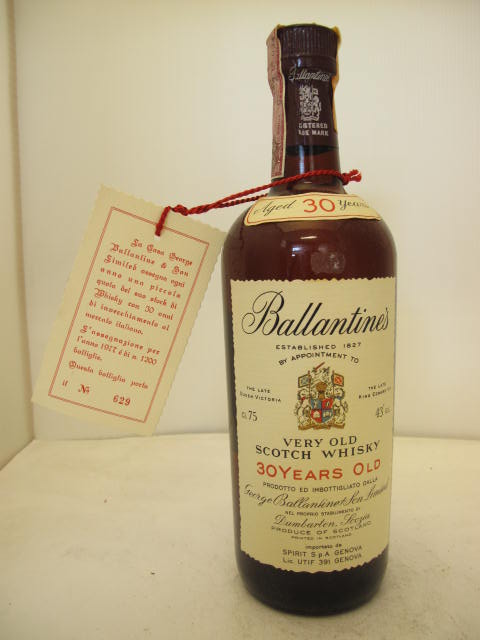 Ballantine's
REGISTERED
TRADE MARK
Aged 30 Years
La Casa George
Ballantine & Son
Limited assegna ogni
anno una piccola
quota del suo stock di
Whisky con 30 anni
di invecchiamento al
mercato italiano.
L'assegnazione per
l'anno 1977 è di n. 1200
bottiglie.
Questa bottiglia porta
il Nº 629
Ballantine's
ESTABLISHED 1827
BY APPOINTMENT TO
THE LATE
QUEEN VICTORIA
THE LATE
KING EDWARD
CL 75
43
VERY OLD
SCOTCH WHISKY
30 YEARS OLD
PRODOTTO ED IMBOTTIGLIATO DALLA
George Ballantine & Son Limited
NEL PROPRIO STABILIMENTO DI
Dumbarton, Scozia
PRODUCE OF SCOTLAND
PRINTED IN SCOTLAND
importato da
SPIRIT S.p.A. GENOVA
Lic. UTIF 391 GENOVA